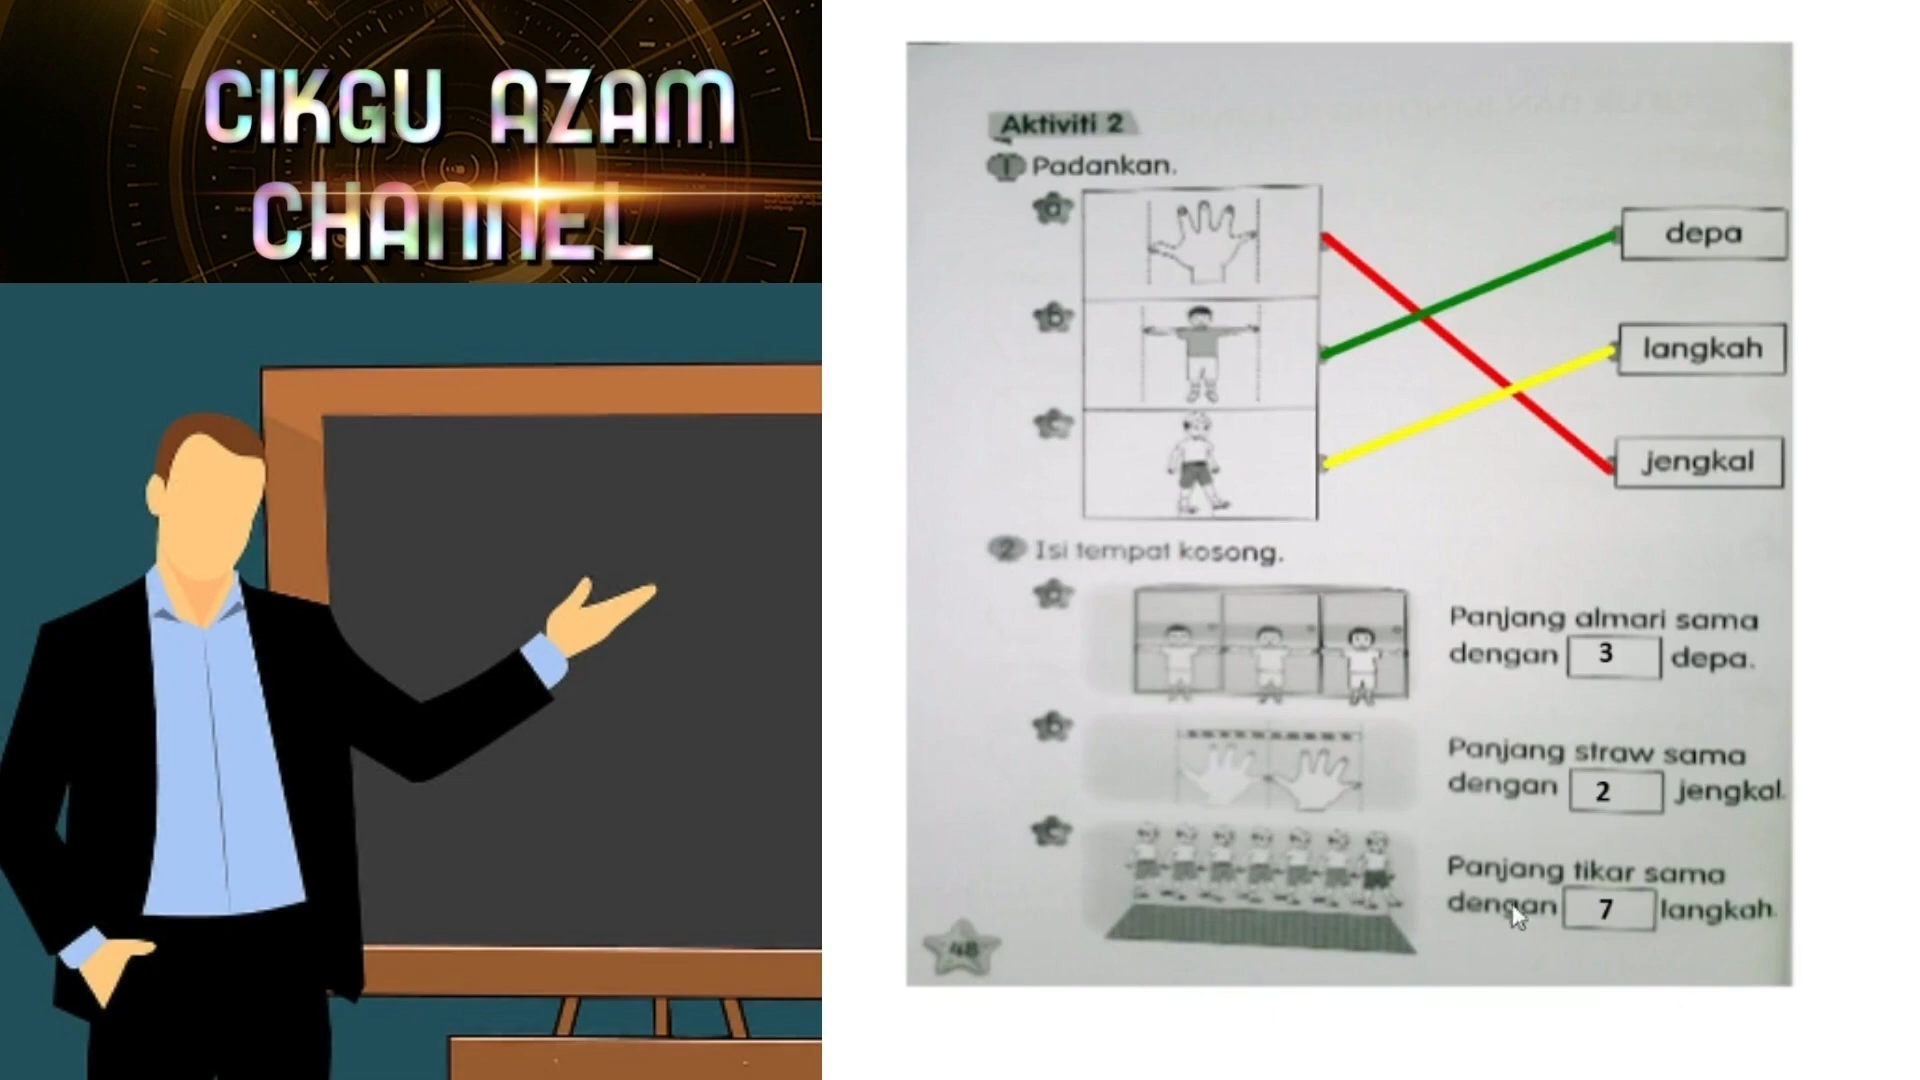 CIKGU AZAM
CHANNEL
Aktiviti 2
1 Padankan.
a
b
c
depa
langkah
jengkal
2 Isi tempat kosong.
a
Panjang almari sama
dengan 3 depa.
b
Panjang straw sama
dengan 2 jengkal.
c
Panjang tikar sama
dengan 7 langkah.
48